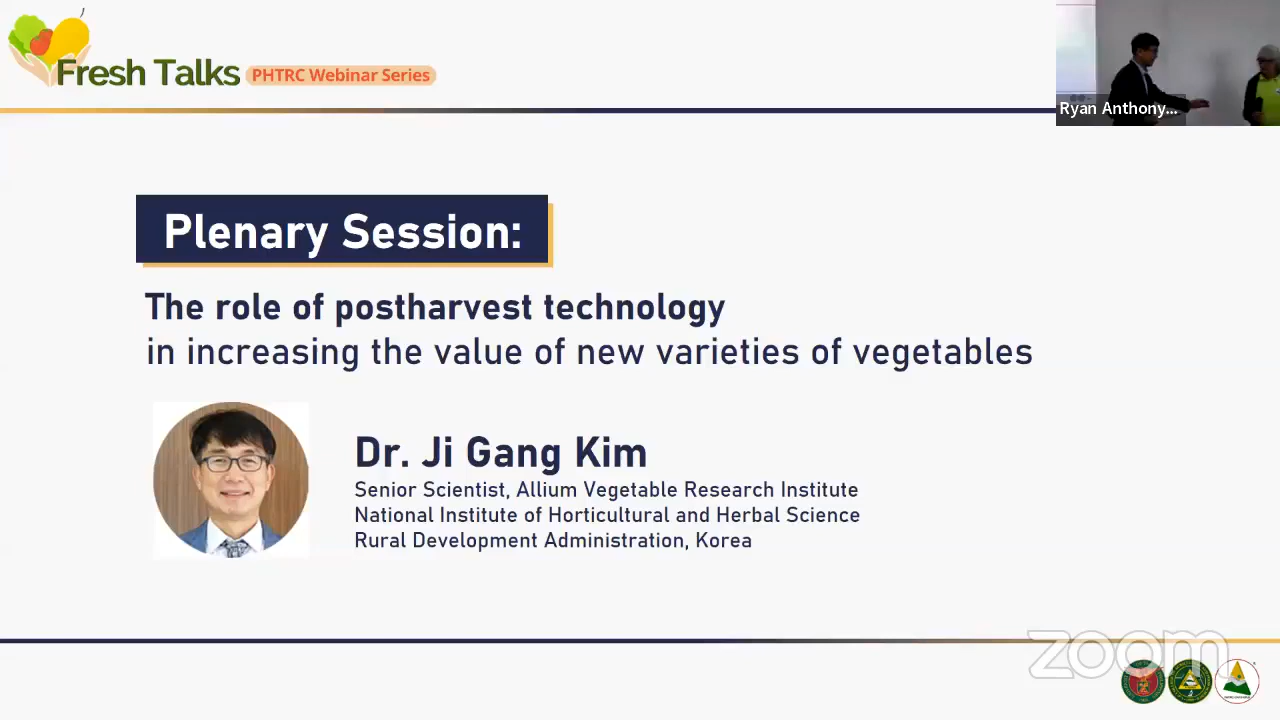 Fresh Talks PHTRC Webinar Series
Ryan Anthony...
Plenary Session:
The role of postharvest technology
in increasing the value of new varieties of vegetables
Dr. Ji Gang Kim
Senior Scientist, Allium Vegetable Research Institute
National Institute of Horticultural and Herbal Science
Rural Development Administration, Korea
zoom